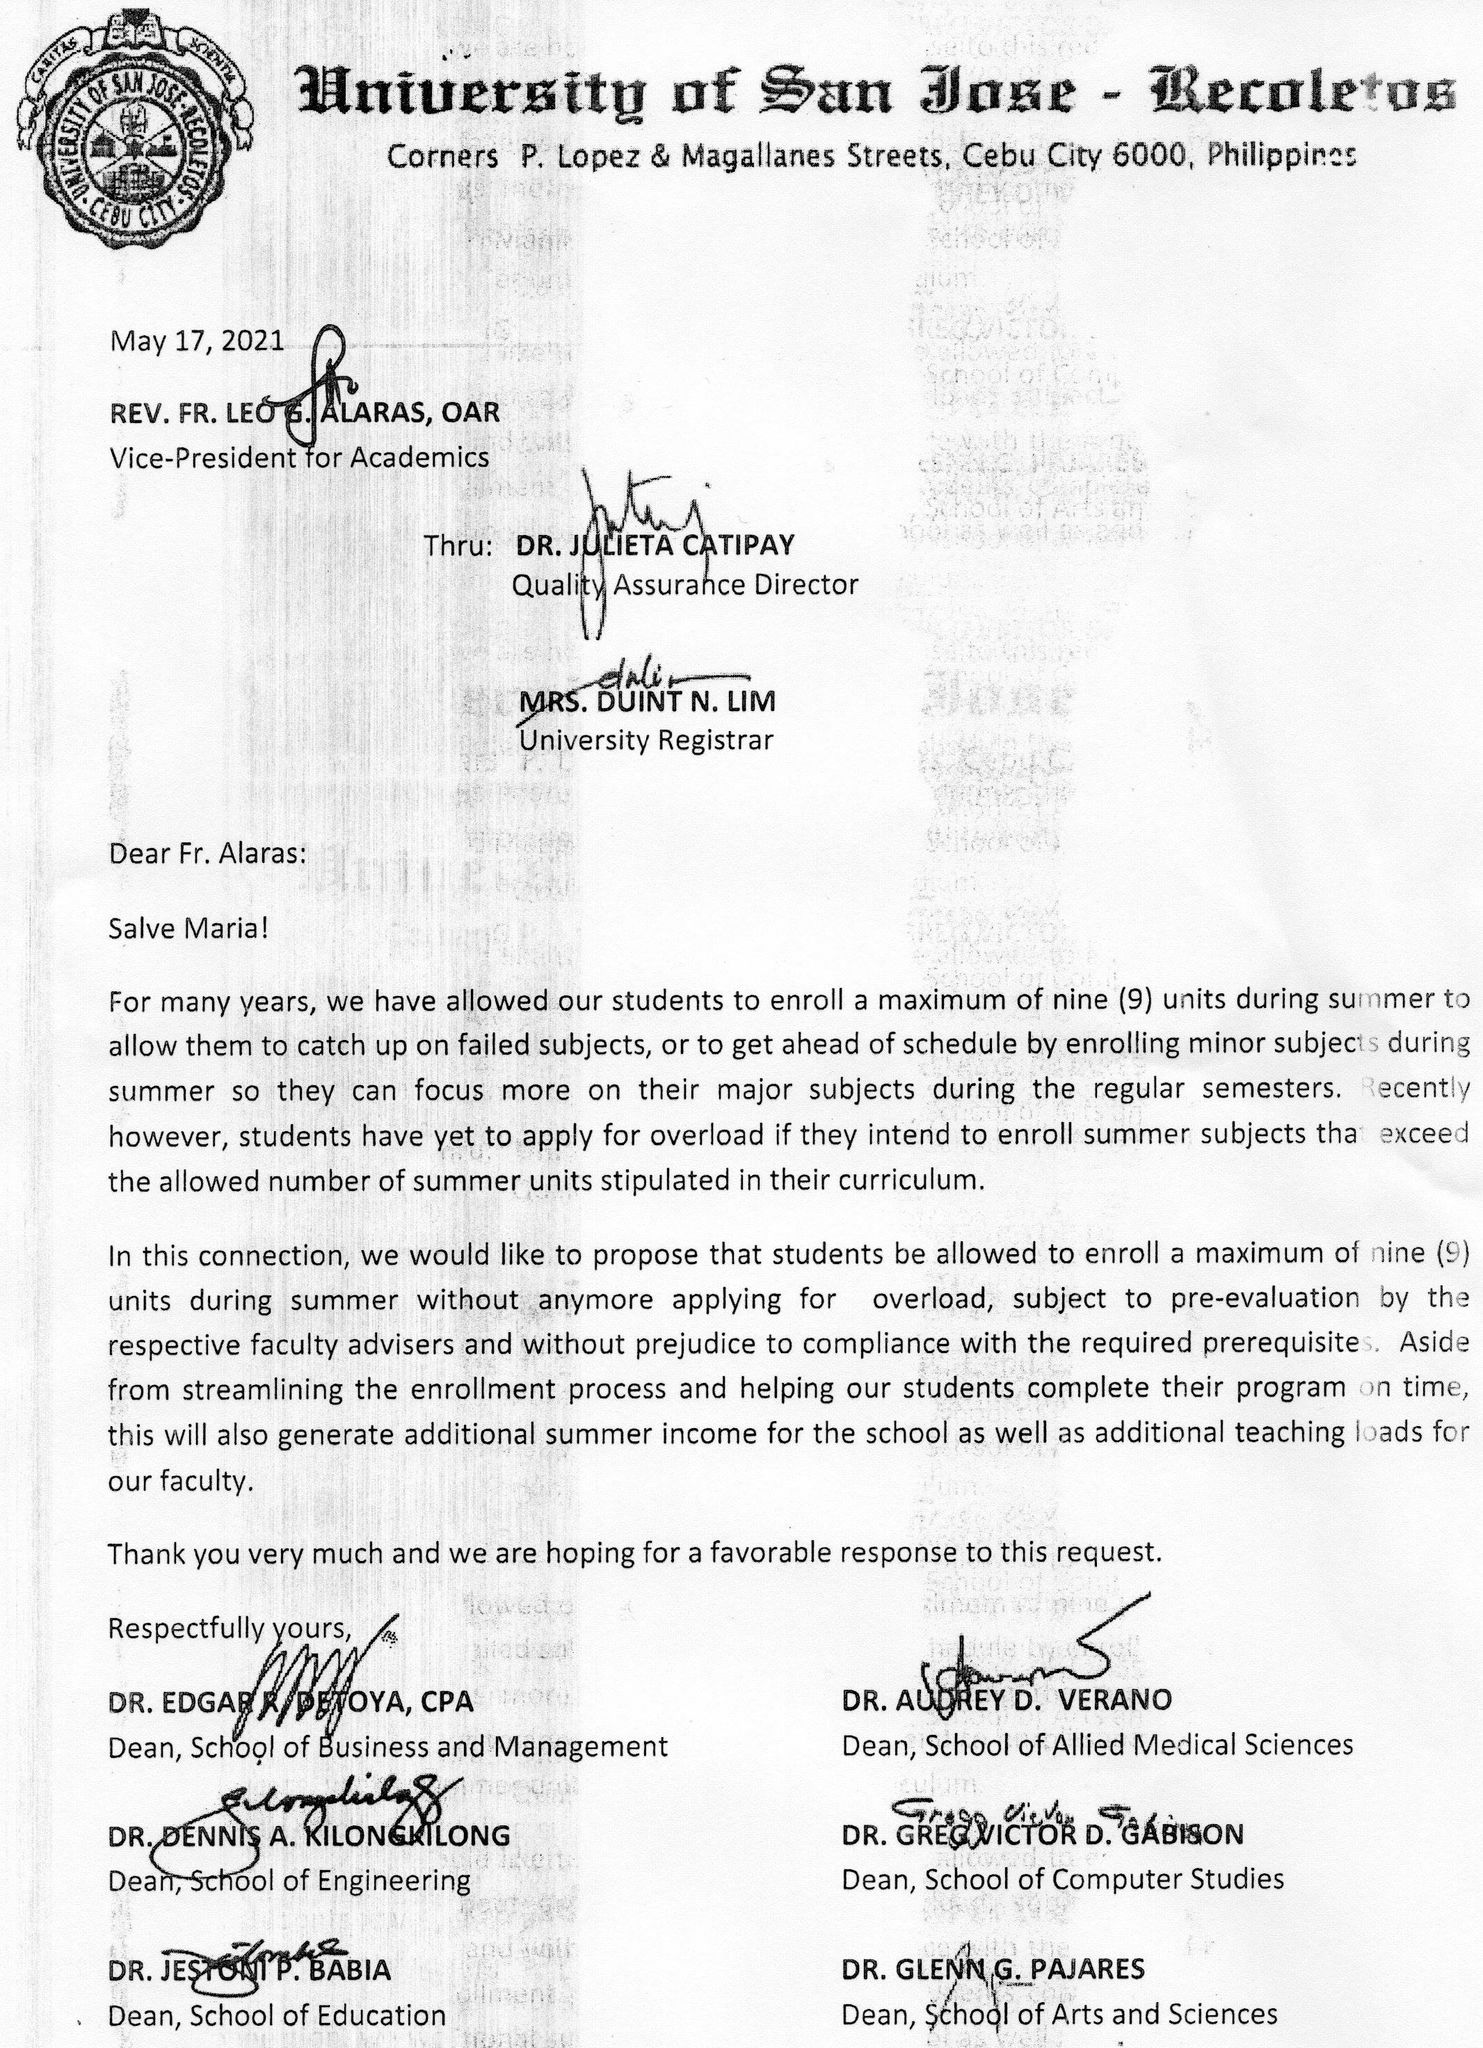 CARITAS SCIENTIA
UNIVERSITY OF SAN JOSE-RECOLETOS
· CEBU CITY ·
University of San Jose - Recoletos
Corners P. Lopez & Magallanes Streets, Cebu City 6000, Philippines
May 17, 2021
REV. FR. LEO G. ALARAS, OAR
Vice-President for Academics
Thru: DR. JULIETA CATIPAY
Quality Assurance Director
MRS. DUINT N. LIM
University Registrar
Dear Fr. Alaras:
Salve Maria!
For many years, we have allowed our students to enroll a maximum of nine (9) units during summer to
allow them to catch up on failed subjects, or to get ahead of schedule by enrolling minor subjects during
summer so they can focus more on their major subjects during the regular semesters. Recently
however, students have yet to apply for overload if they intend to enroll summer subjects that exceed
the allowed number of summer units stipulated in their curriculum.
In this connection, we would like to propose that students be allowed to enroll a maximum of nine (9)
units during summer without anymore applying for overload, subject to pre-evaluation by the
respective faculty advisers and without prejudice to compliance with the required prerequisites. Aside
from streamlining the enrollment process and helping our students complete their program on time,
this will also generate additional summer income for the school as well as additional teaching loads for
our faculty.
Thank you very much and we are hoping for a favorable response to this request.
Respectfully yours,
DR. EDGAR R. DETOYA, CPA
Dean, School of Business and Management
DR. AUDREY D. VERANO
Dean, School of Allied Medical Sciences
DR. DENNIS A. KILONGKILONG
Dean, School of Engineering
DR. GREG VICTOR D. GABISON
Dean, School of Computer Studies
DR. JESTONI P. BABIA
Dean, School of Education
DR. GLENN G. PAJARES
Dean, School of Arts and Sciences